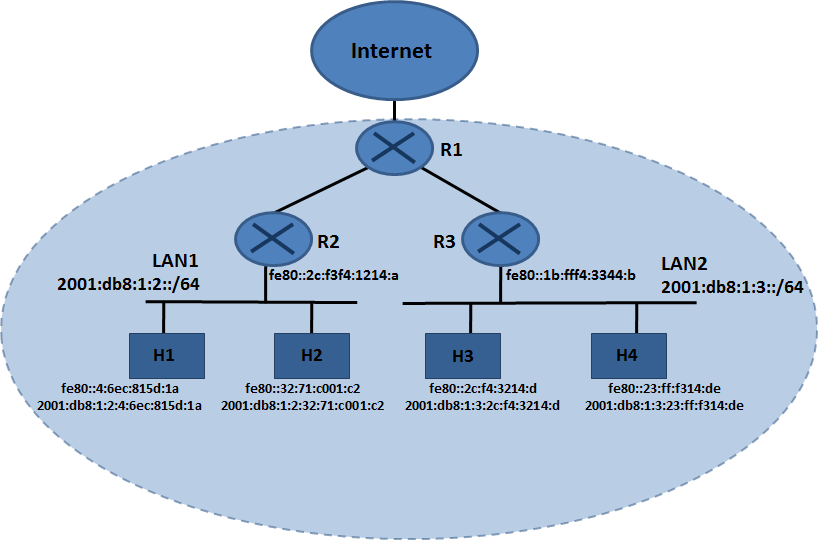 Internet
R1
R2
R3
LAN1
2001:db8:1:2::/64
fe80::2c:f3f4:1214:a
fe80::1b:fff4:3344:b
LAN2
2001:db8:1:3::/64
H1
H2
H3
H4
fe80::4:6ec:815d:1a
2001:db8:1:2:4:6ec:815d:1a
fe80::32:71:c001:c2
2001:db8:1:2:32:71:c001:c2
fe80::2c:f4:3214:d
2001:db8:1:3:2c:f4:3214:d
fe80::23:ff:f314:de
2001:db8:1:3:23:ff:f314:de